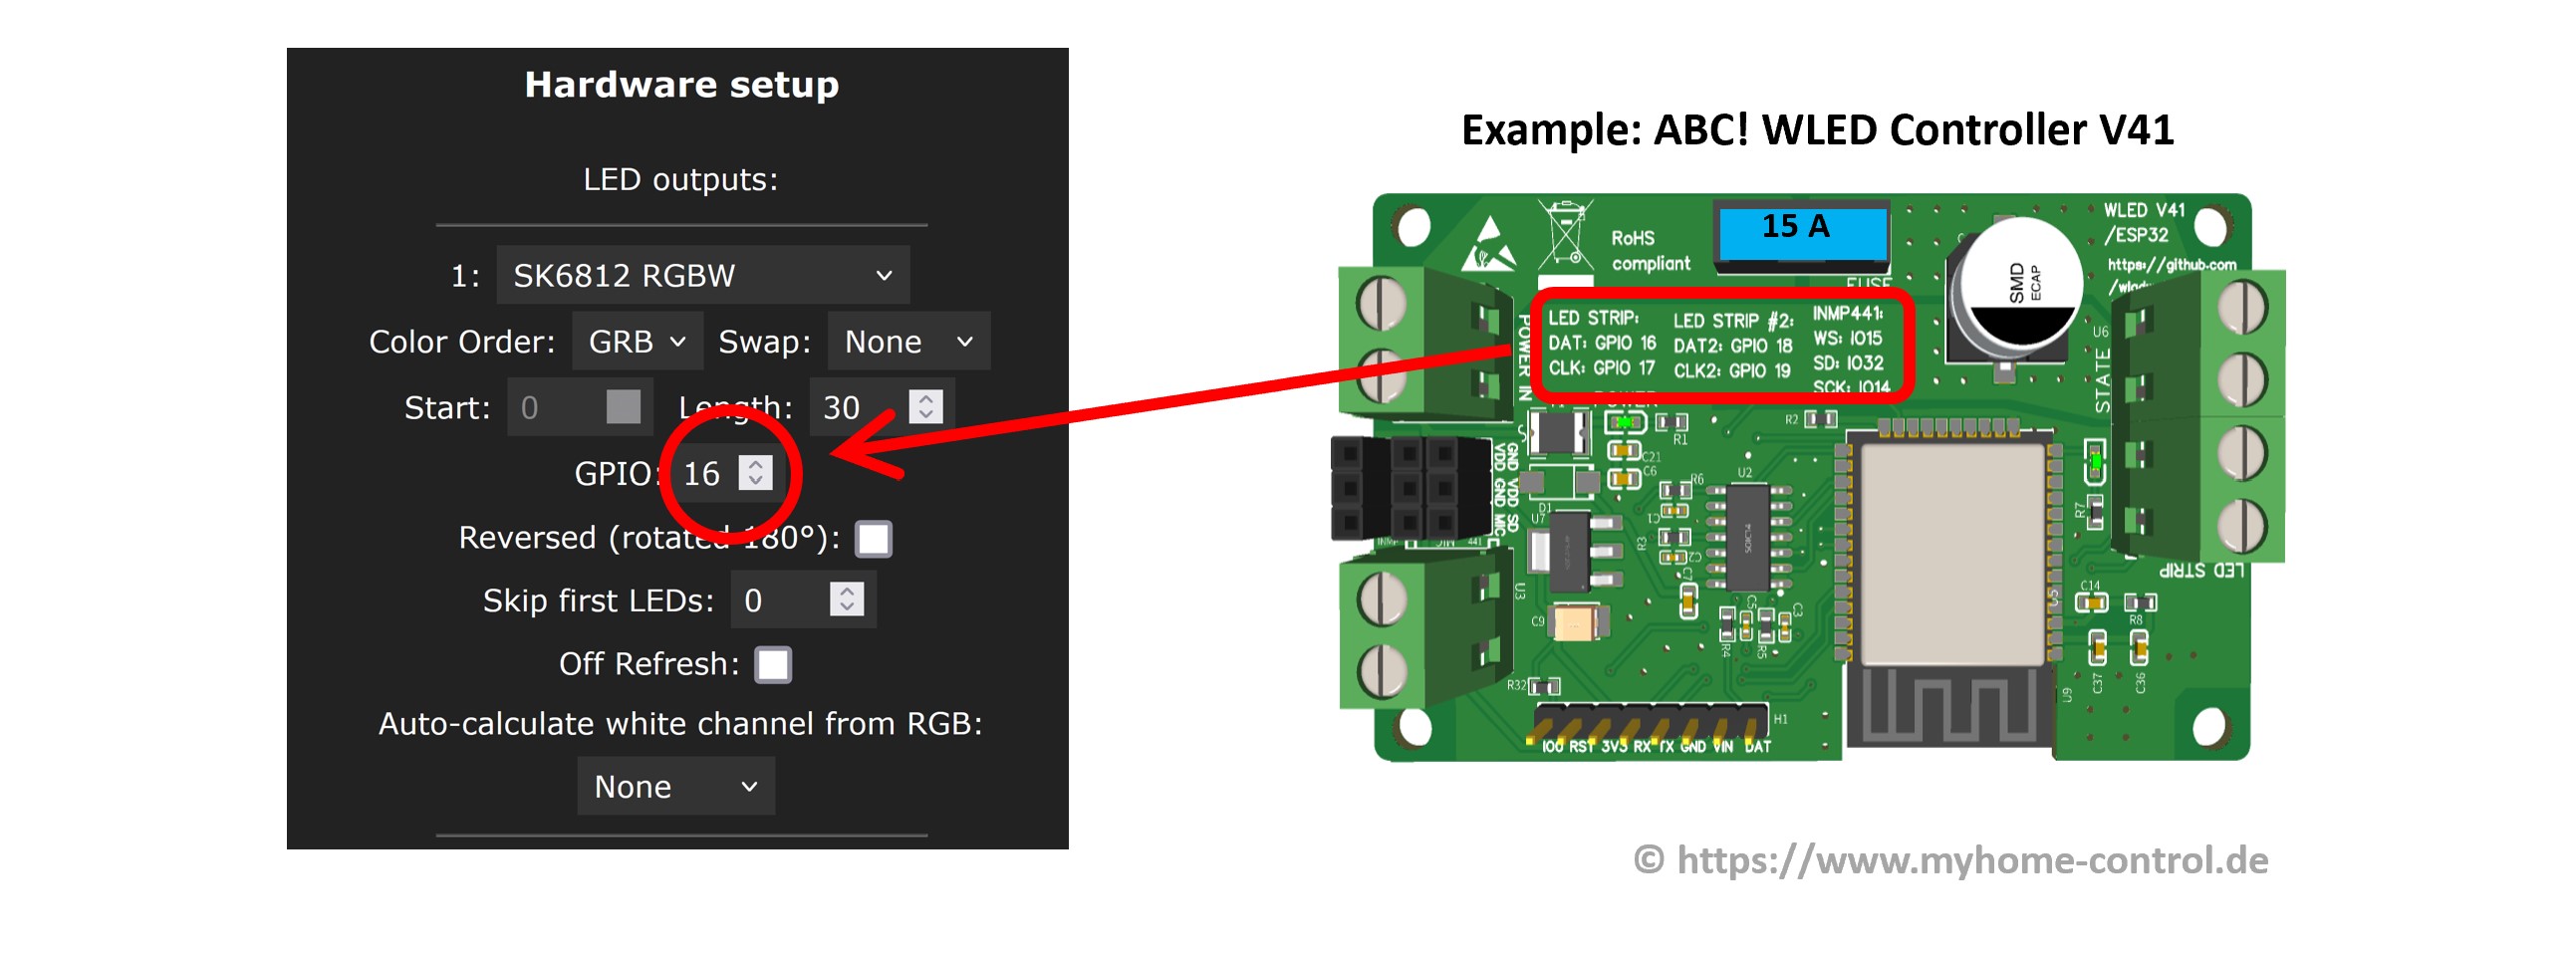 Hardware setup
LED outputs:
1: SK6812 RGBW
Color Order: GRB Swap: None
Start: 0 Length: 30
GPIO: 16
Reversed (rotated 180°):
Skip first LEDs: 0
Off Refresh:
Auto-calculate white channel from RGB:
None
Example: ABC! WLED Controller V41
WLED V41
/ESP32
https://github.com
RoHS
compliant
15 A
FUSE
SMD
ECAP
LED STRIP:
DAT: GPIO 16
CLK: GPIO 17
LED STRIP #2:
DAT2: GPIO 18
CLK2: GPIO 19
INMP441:
WS: IO15
SD: IO32
SCK: IO14
POWER IN
POWER
STATE
U6
R1
R2
C21
C6
GND VDD SD
VDD GND MIC
D1
U7
R6
U2
C1
R3
C2
C7
SOIC14
R7
LED STRIP
U3
C9
C5
C3
R4
R5
C14
R8
C37
C36
U9
R32
H1
IO0 RST 3V3 RX TX GND VIN DAT
© https://www.myhome-control.de